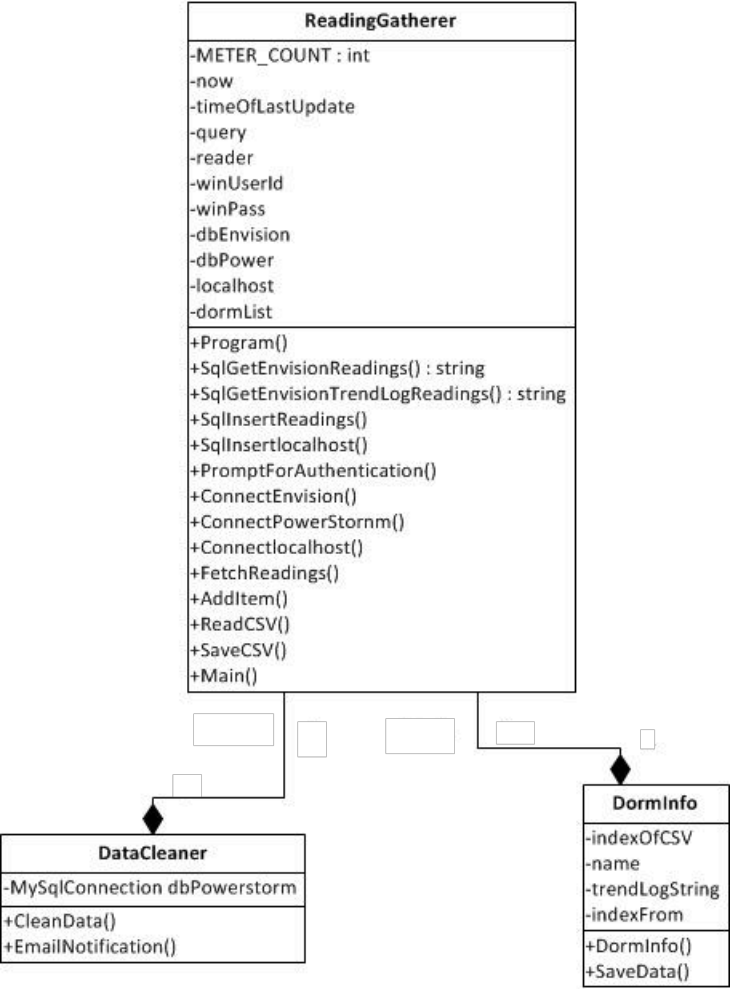 ReadingGatherer
-METER_COUNT : int
-now
-timeOfLastUpdate
-query
-reader
-winUserId
-winPass
-dbEnvision
-dbPower
-localhost
-dormList
+Program()
+SqlGetEnvisionReadings() : string
+SqlGetEnvisionTrendLogReadings() : string
+SqlInsertReadings()
+SqlInsertlocalhost()
+PromptForAuthentication()
+ConnectEnvision()
+ConnectPowerStornm()
+Connectlocalhost()
+FetchReadings()
+AddItem()
+ReadCSV()
+SaveCSV()
+Main()
DataCleaner
-MySqlConnection dbPowerstorm
+CleanData()
+EmailNotification()
DormInfo
-indexOfCSV
-name
-trendLogString
-indexFrom
+DormInfo()
+SaveData()